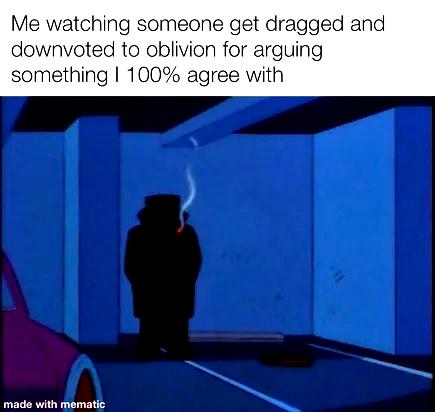 Me watching someone get dragged and
downvoted to oblivion for arguing
something I 100% agree with
made with mematic